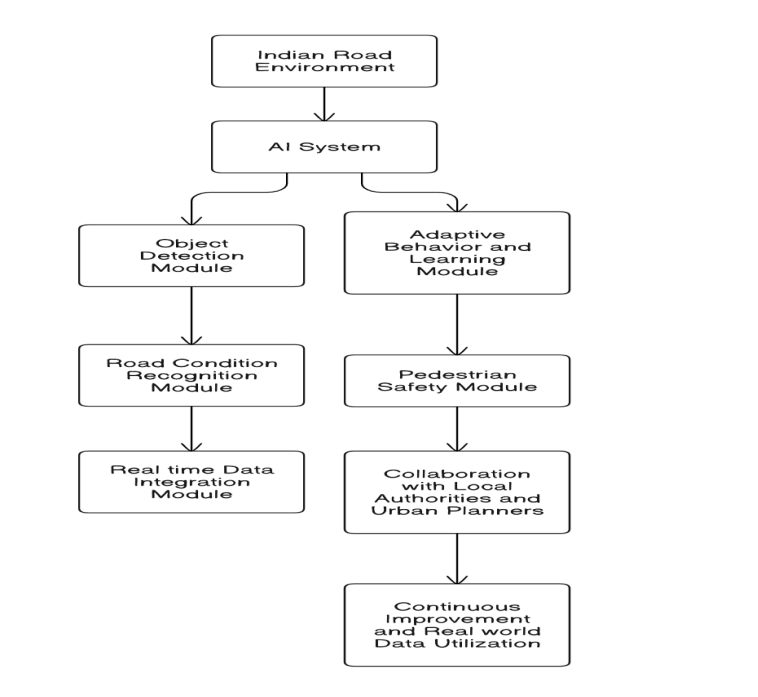 Indian Road
Environment
AI System
Object
Detection
Module
Adaptive
Behavior and
Learning
Module
Road Condition
Recognition
Module
Pedestrian
Safety Module
Real time Data
Integration
Module
Collaboration
with Local
Authorities and
Urban Planners
Continuous
Improvement
and Real world
Data Utilization